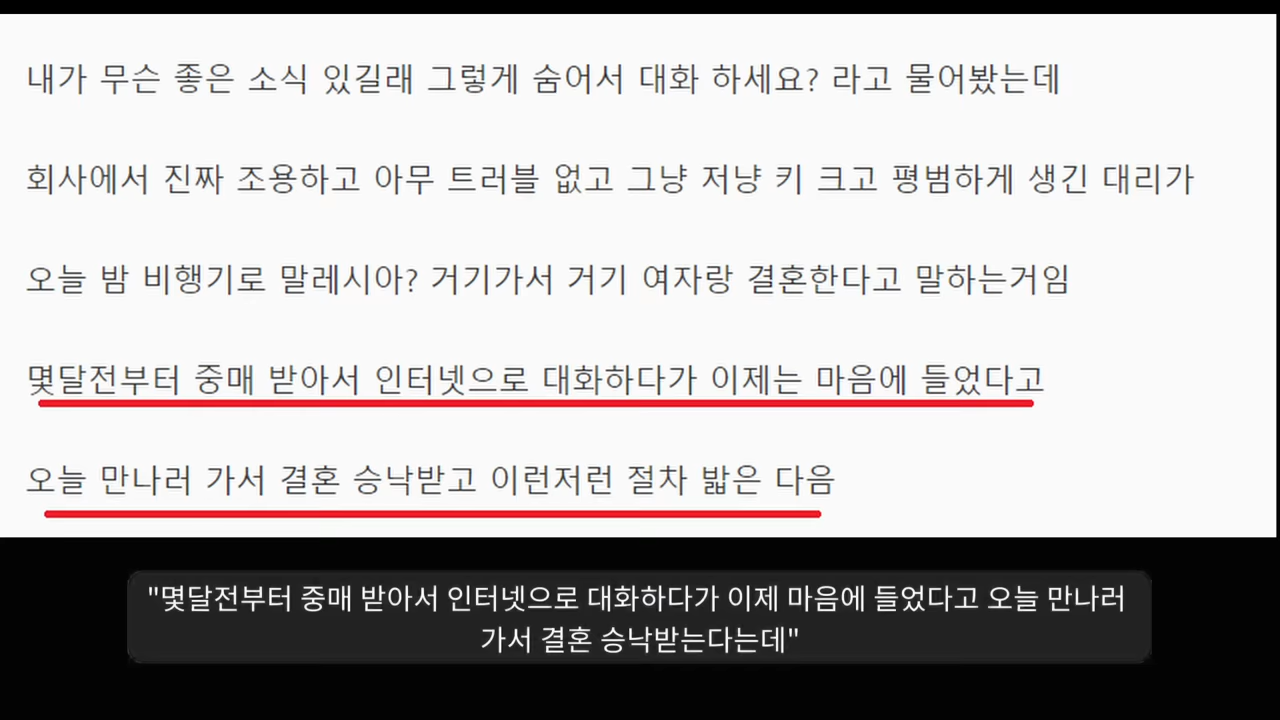 내가 무슨 좋은 소식 있길래 그렇게 숨어서 대화 하세요? 라고 물어봤는데
회사에서 진짜 조용하고 아무 트러블 없고 그냥 저냥 키 크고 평범하게 생긴 대리가
오늘 밤 비행기로 말레시아? 거기가서 거기 여자랑 결혼한다고 말하는거임
몇달전부터 중매 받아서 인터넷으로 대화하다가 이제는 마음에 들었다고
오늘 만나러 가서 결혼 승낙받고 이런저런 절차 밟은 다음
"몇달전부터 중매 받아서 인터넷으로 대화하다가 이제 마음에 들었다고 오늘 만나러
가서 결혼 승낙받는다는데"